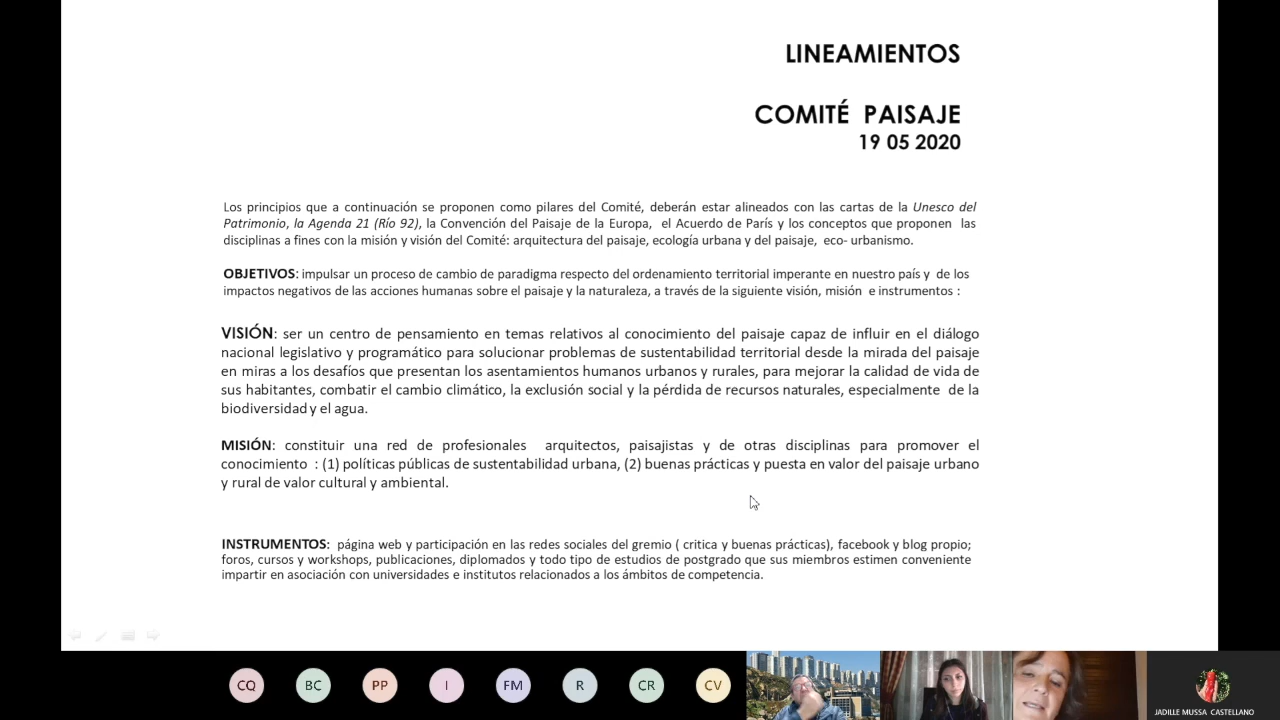 LINEAMIENTOS
COMITÉ PAISAJE
19 05 2020
Los principios que a continuación se proponen como pilares del Comité, deberán estar alineados con las cartas de la Unesco del
Patrimonio, la Agenda 21 (Río 92), la Convención del Paisaje de la Europa, el Acuerdo de París y los conceptos que proponen las
disciplinas a fines con la misión y visión del Comité: arquitectura del paisaje, ecología urbana y del paisaje, eco- urbanismo.
OBJETIVOS: impulsar un proceso de cambio de paradigma respecto del ordenamiento territorial imperante en nuestro país y de los
impactos negativos de las acciones humanas sobre el paisaje y la naturaleza, a través de la siguiente visión, misión e instrumentos :
VISIÓN: ser un centro de pensamiento en temas relativos al conocimiento del paisaje capaz de influir en el diálogo
nacional legislativo y programático para solucionar problemas de sustentabilidad territorial desde la mirada del paisaje
en miras a los desafíos que presentan los asentamientos humanos urbanos y rurales, para mejorar la calidad de vida de
sus habitantes, combatir el cambio climático, la exclusión social y la pérdida de recursos naturales, especialmente de la
biodiversidad y el agua.
MISIÓN: constituir una red de profesionales arquitectos, paisajistas y de otras disciplinas para promover el
conocimiento : (1) políticas públicas de sustentabilidad urbana, (2) buenas prácticas y puesta en valor del paisaje urbano
y rural de valor cultural y ambiental.
INSTRUMENTOS: página web y participación en las redes sociales del gremio ( critica y buenas prácticas), facebook y blog propio;
foros, cursos y workshops, publicaciones, diplomados y todo tipo de estudios de postgrado que sus miembros estimen conveniente
impartir en asociación con universidades e institutos relacionados a los ámbitos de competencia.
CQ BC PP I FM R CR CV
JADILLE MUSSA CASTELLANO